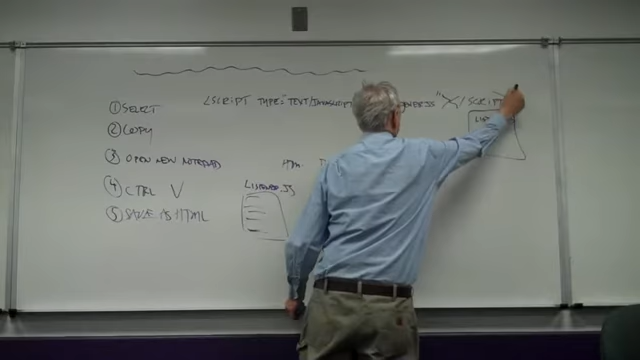 <SCRIPT TYPE="TEXT/JAVASCRIPT "></SCRIPT>
① SELECT
② COPY
③ OPEN NEW NOTEPAD
④ CTRL V
⑤ SAVE AS HTML
HTML
LISTENER.JS
LIST